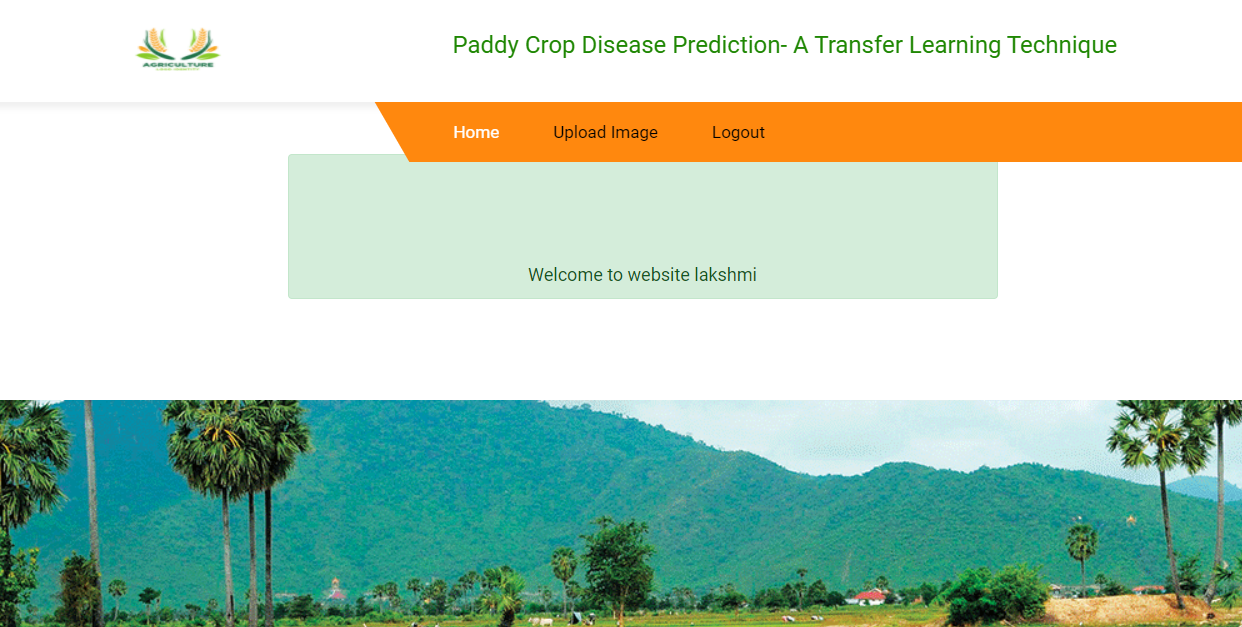 AGRICULTURE
Paddy Crop Disease Prediction- A Transfer Learning Technique
Home
Upload Image
Logout
Welcome to website lakshmi